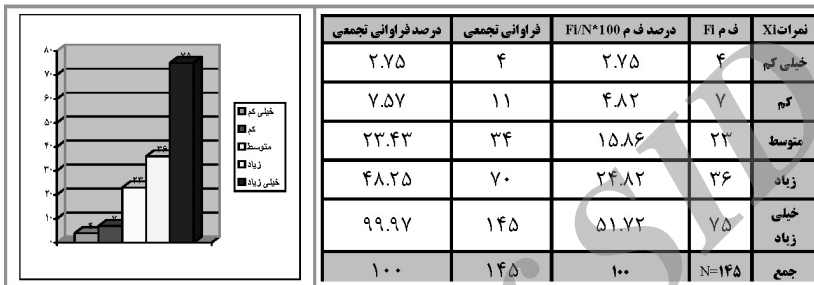 نمرات Xi ف م Fi درصد ف م Fi/N*100 فراوانی تجمعی درصد فراوانی تجمعی
خیلی کم ۴ ۲.۷۵ ۴ ۲.۷۵
کم ۷ ۴.۸۲ ۱۱ ۷.۵۷
متوسط ۲۳ ۱۵.۸۶ ۳۴ ۲۳.۴۳
زیاد ۳۶ ۲۴.۸۲ ۷۰ ۴۸.۲۵
خیلی زیاد ۷۵ ۵۱.۷۲ ۱۴۵ ۹۹.۹۷
جمع N=۱۴۵ ۱۰۰ ۱۴۵ ۱۰۰
۸۰
۷۰
۶۰
۵۰
۴۰
۳۰
۲۰
۱۰
۰
۴
۷
۲۳
۳۶
۷۵
۱
خیلی کم
کم
متوسط
زیاد
خیلی زیاد
SID